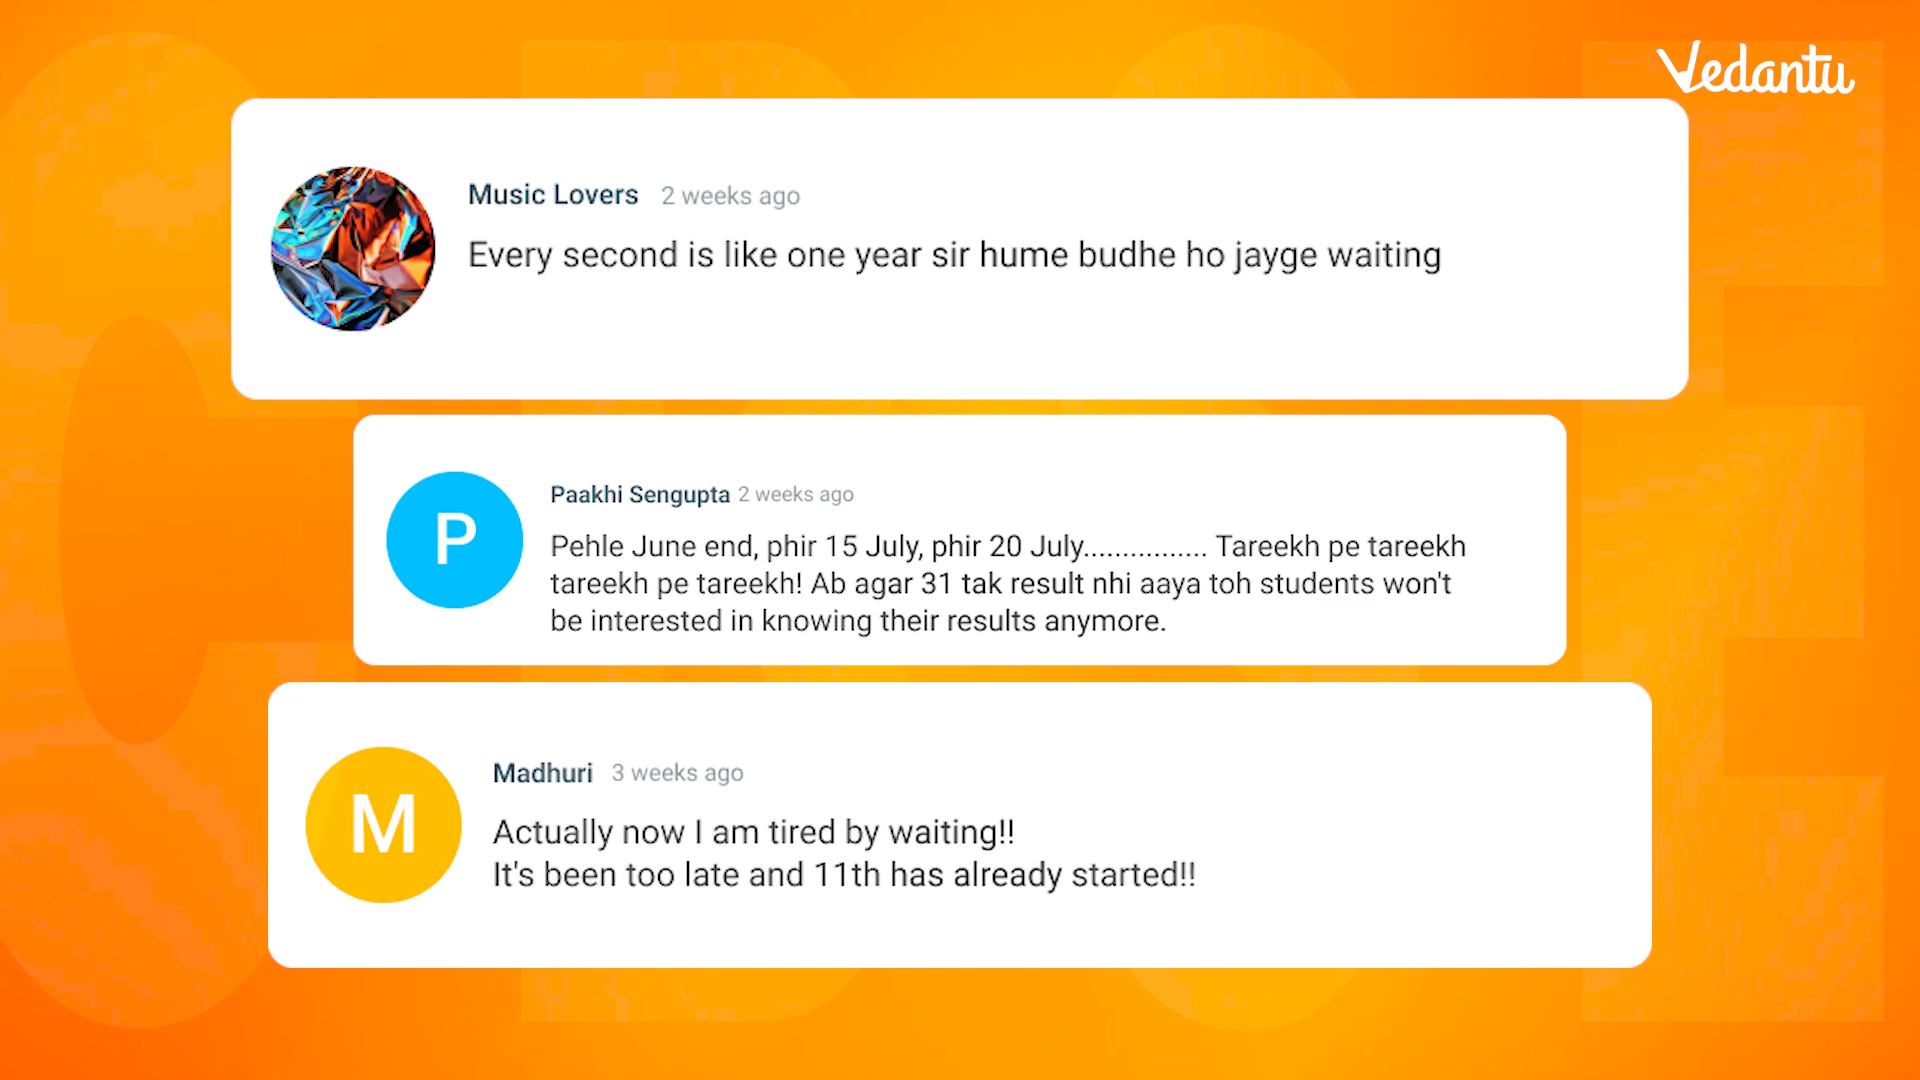 Vedantu
Music Lovers 2 weeks ago
Every second is like one year sir hume budhe ho jayge waiting
P
Paakhi Sengupta 2 weeks ago
Pehle June end, phir 15 July, phir 20 July................ Tareekh pe tareekh
tareekh pe tareekh! Ab agar 31 tak result nhi aaya toh students won't
be interested in knowing their results anymore.
M
Madhuri 3 weeks ago
Actually now I am tired by waiting!!
It's been too late and 11th has already started!!